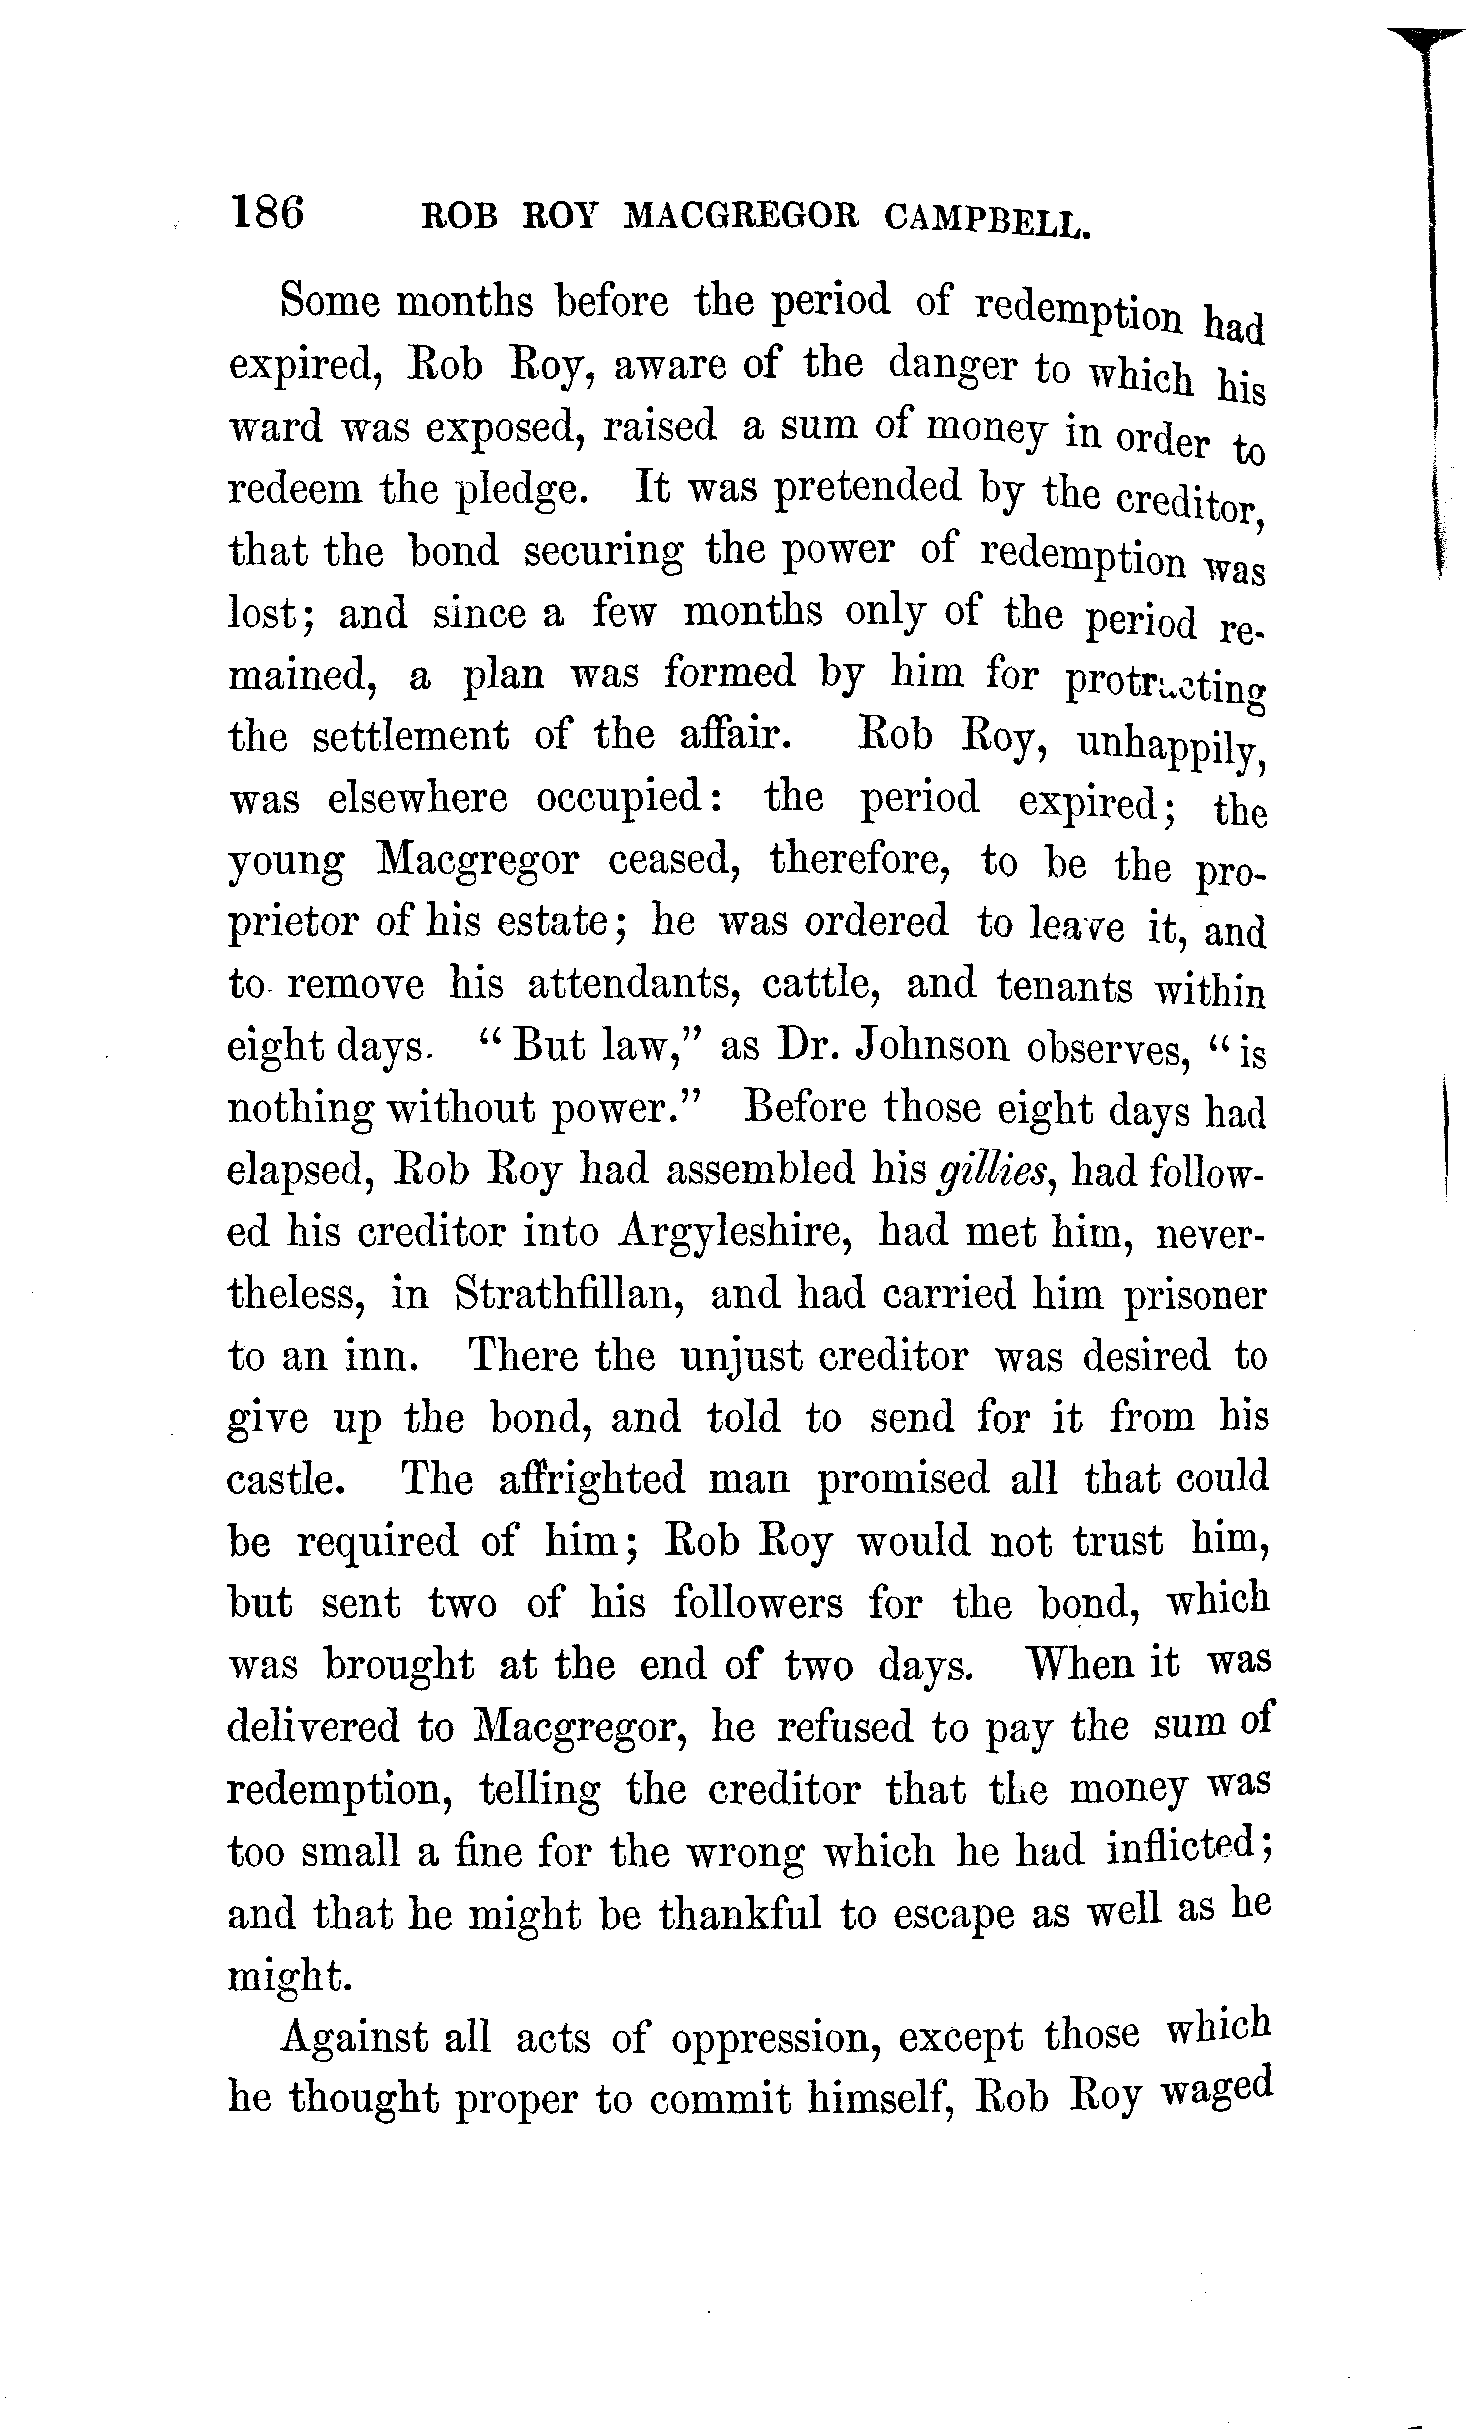 186 ROB ROY MACGREGOR CAMPBELL.
Some months before the period of redemption had
expired, Rob Roy, aware of the danger to which his
ward was exposed, raised a sum of money in order to
redeem the pledge. It was pretended by the creditor,
that the bond securing the power of redemption was
lost; and since a few months only of the period re-
mained, a plan was formed by him for protracting
the settlement of the affair. Rob Roy, unhappily,
was elsewhere occupied: the period expired; the
young Macgregor ceased, therefore, to be the pro-
prietor of his estate; he was ordered to leave it, and
to remove his attendants, cattle, and tenants within
eight days. “But law,” as Dr. Johnson observes, “is
nothing without power.” Before those eight days had
elapsed, Rob Roy had assembled his gillies, had follow-
ed his creditor into Argyleshire, had met him, never-
theless, in Strathfillan, and had carried him prisoner
to an inn. There the unjust creditor was desired to
give up the bond, and told to send for it from his
castle. The affrighted man promised all that could
be required of him; Rob Roy would not trust him,
but sent two of his followers for the bond, which
was brought at the end of two days. When it was
delivered to Macgregor, he refused to pay the sum of
redemption, telling the creditor that the money was
too small a fine for the wrong which he had inflicted;
and that he might be thankful to escape as well as he
might.
Against all acts of oppression, except those which
he thought proper to commit himself, Rob Roy waged